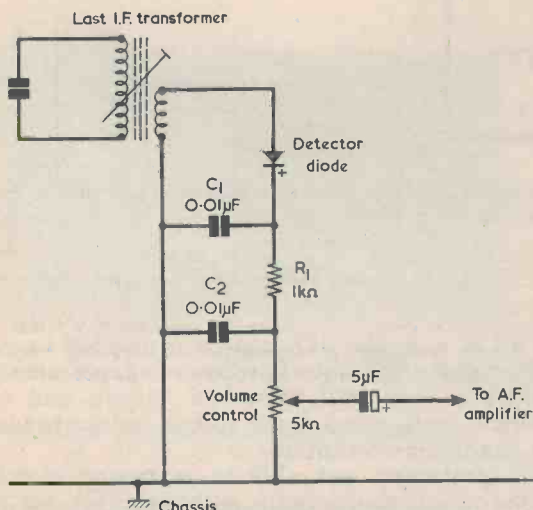 Last I.F. transformer
Detector
diode
+
C1
0·01μF
R1
1kΩ
C2
0·01μF
Volume
control
5kΩ
5μF
+
To A.F.
amplifier
Chassis